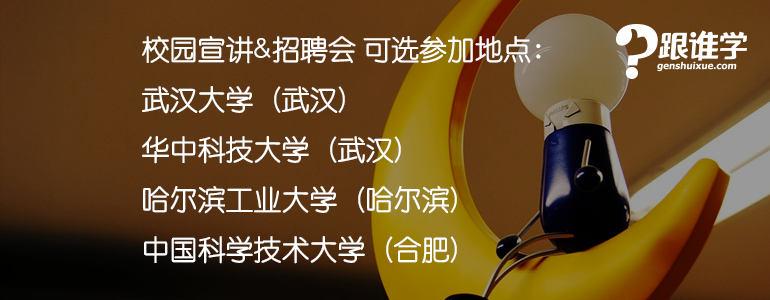 校园宣讲&招聘会 可选参加地点：
武汉大学（武汉）
华中科技大学（武汉）
哈尔滨工业大学（哈尔滨）
中国科学技术大学（合肥）
跟谁学
genshuixue.com